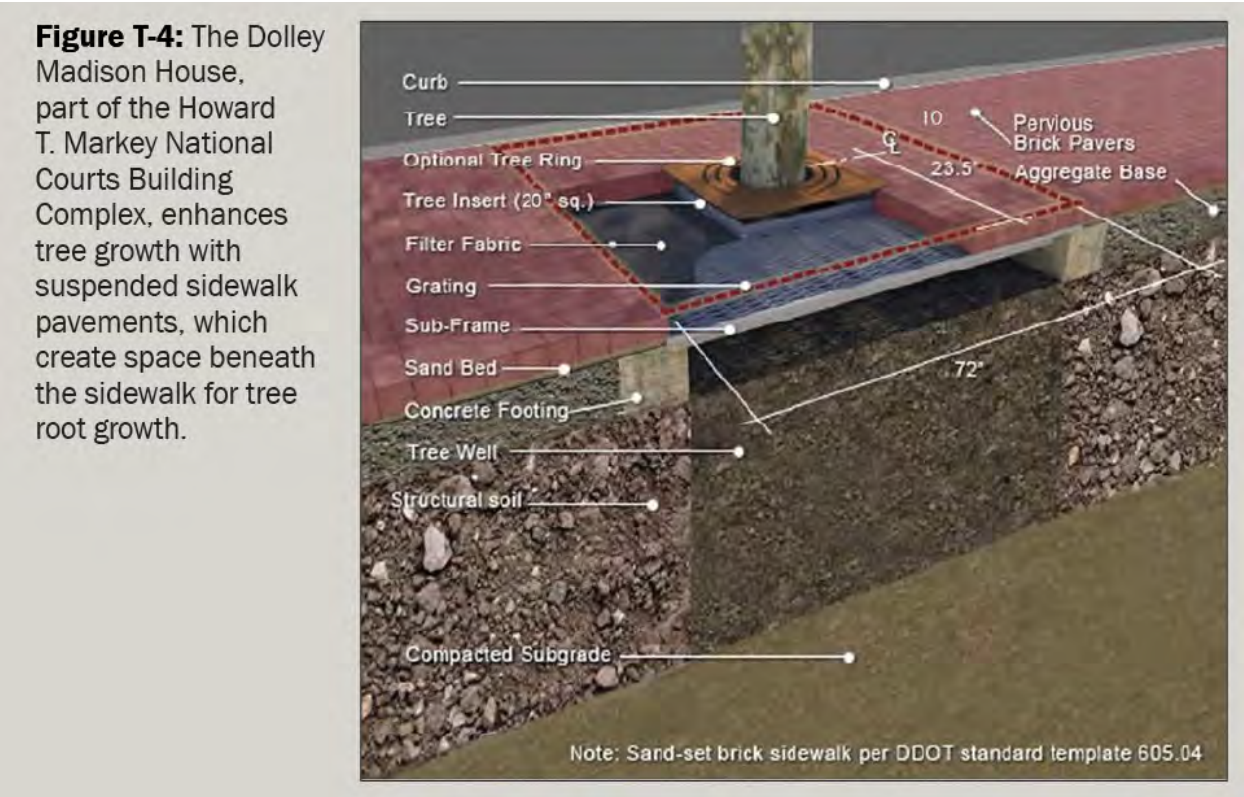 Figure T-4: The Dolley
Madison House,
part of the Howard
T. Markey National
Courts Building
Complex, enhances
tree growth with
suspended sidewalk
pavements, which
create space beneath
the sidewalk for tree
root growth.
Curb
Tree
Optional Tree Ring
Tree Insert (20" sq.)
Filter Fabric
Grating
Sub-Frame
Sand Bed
Concrete Footing
Tree Well
Structural soil
Compacted Subgrade
10
℄
23.5"
Pervious
Brick Pavers
Aggregate Base
72"
Note: Sand-set brick sidewalk per DDOT standard template 605.04